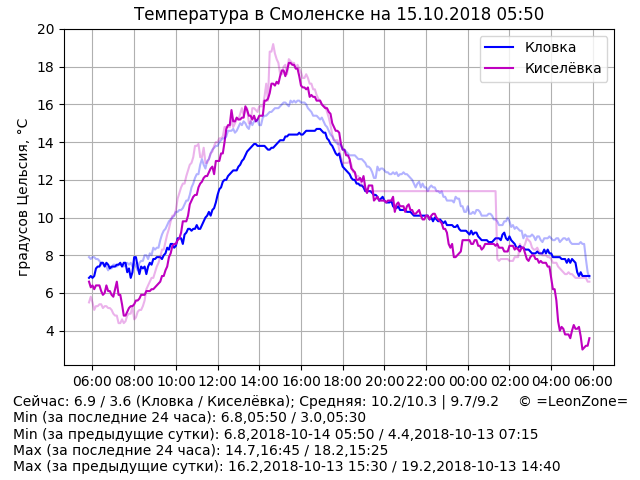 Температура в Смоленске на 15.10.2018 05:50
градусов Цельсия, °C
20
18
16
14
12
10
8
6
4
Кловка
Киселёвка
06:00 08:00 10:00 12:00 14:00 16:00 18:00 20:00 22:00 00:00 02:00 04:00 06:00
Сейчас: 6.9 / 3.6 (Кловка / Киселёвка); Средняя: 10.2/10.3 | 9.7/9.2 © =LeonZone=
Min (за последние 24 часа): 6.8,05:50 / 3.0,05:30
Min (за предыдущие сутки): 6.8,2018-10-14 05:50 / 4.4,2018-10-13 07:15
Max (за последние 24 часа): 14.7,16:45 / 18.2,15:25
Max (за предыдущие сутки): 16.2,2018-10-13 15:30 / 19.2,2018-10-13 14:40